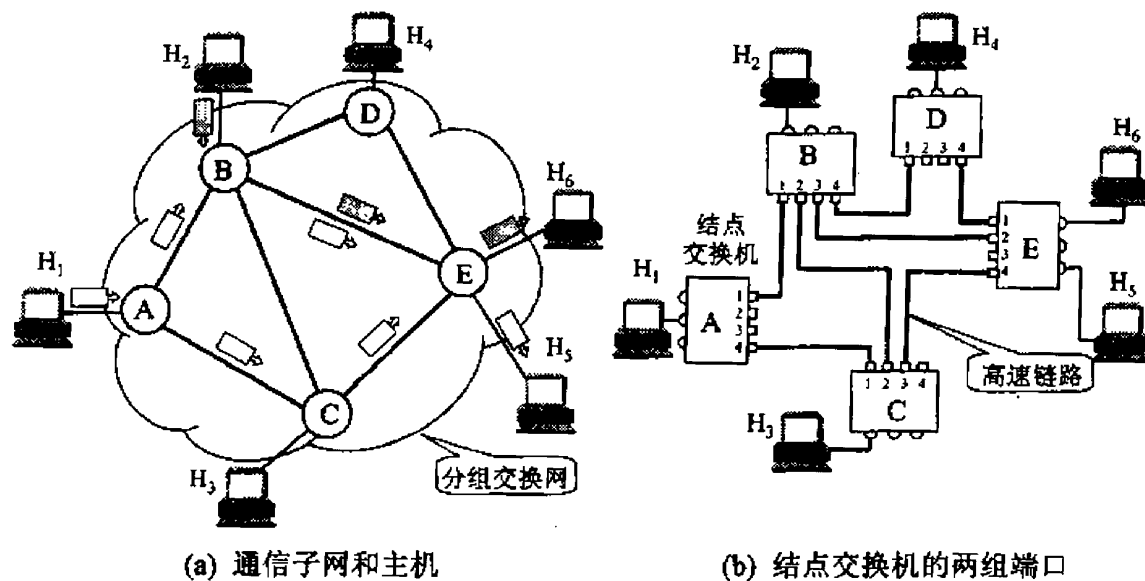 H₂
H₄
D
B
H₆
H₁
A
E
H₅
C
H₃
分组交换网
(a) 通信子网和主机
H₂
H₄
D
1 2 3 4
B
1 2 3 4
H₆
结点
交换机
H₁
A
1
2
3
4
1
2
3
4
E
H₅
高速链路
1 2 3 4
C
H₃
(b) 结点交换机的两组端口